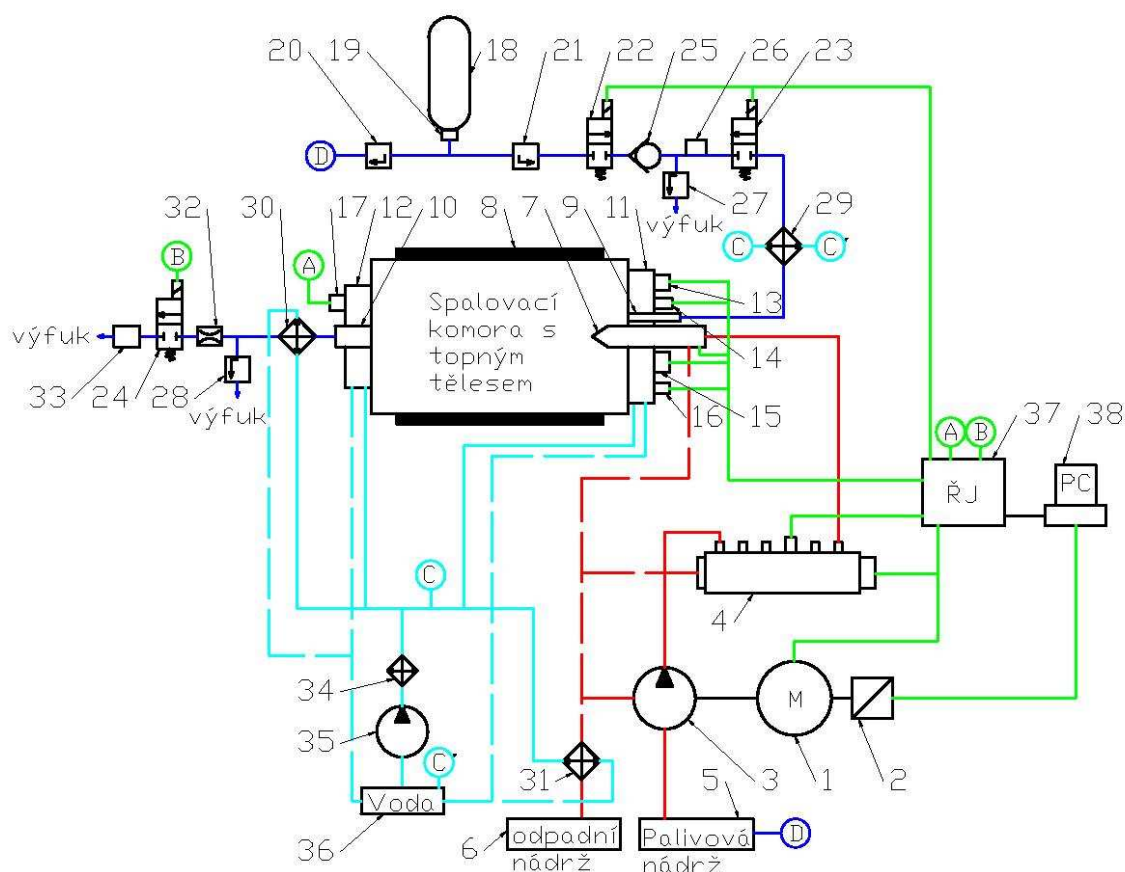 20 19 18 21 22 25 26 23
D
výfuk
27
29
C C'
32 30 17 12 10 8 7 9 11
B
A
Spalovací
komora s
topným
tělesem
13
14
15
16
výfuk
33 24 28
výfuk
A B
37 38
ŘJ
PC
C
4
34
M
35
C'
31
3 1 2
5
Voda
36
6
odpadní
nádrž
Palivová
nádrž
D